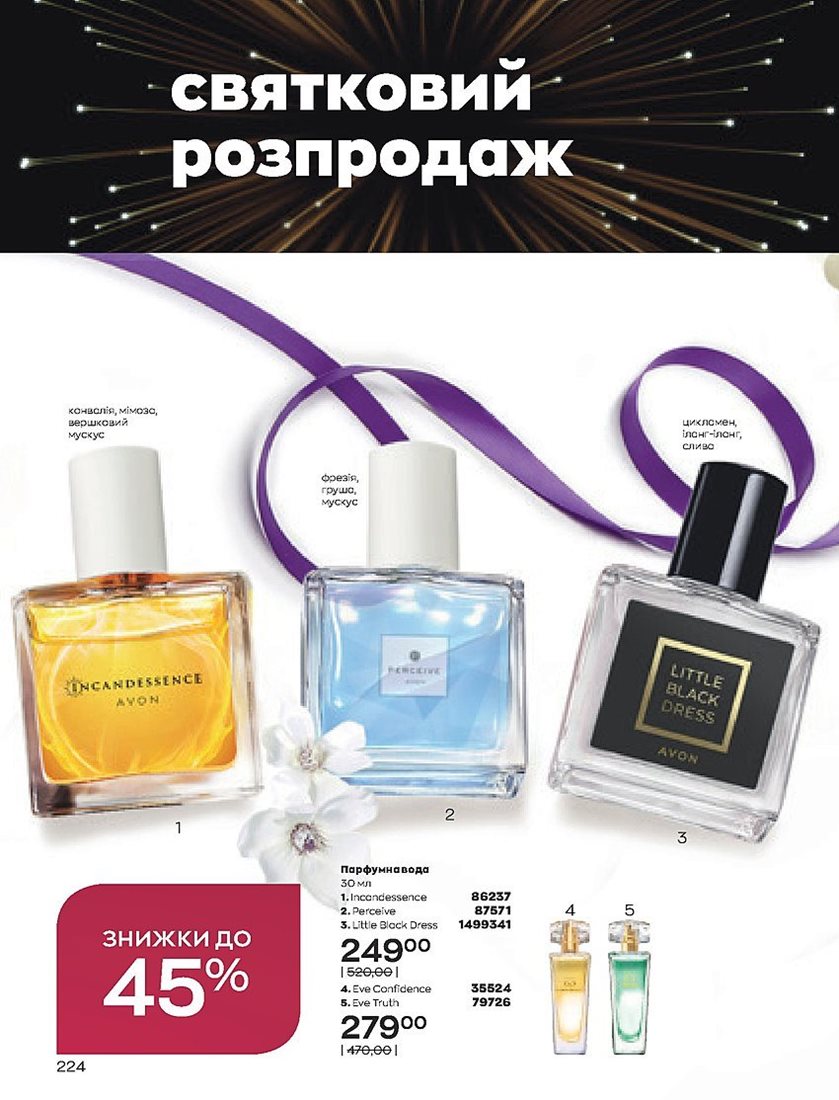 святковий
розпродаж
конвалія, мімоза,
вершковий
мускус
фрезія,
груша,
мускус
цикламен,
іланг-іланг,
слива
INCANDESSENCE
AVON
PERCEIVE
AVON
LITTLE
BLACK
DRESS
AVON
1
2
3
ЗНИЖКИ ДО
45%
Парфумна вода
30 мл
1. Incandessence 86237
2. Perceive 87571
3. Little Black Dress 1499341
24900
| 520,00 |
4. Eve Confidence 35524
5. Eve Truth 79726
27900
| 470,00 |
4
5
224